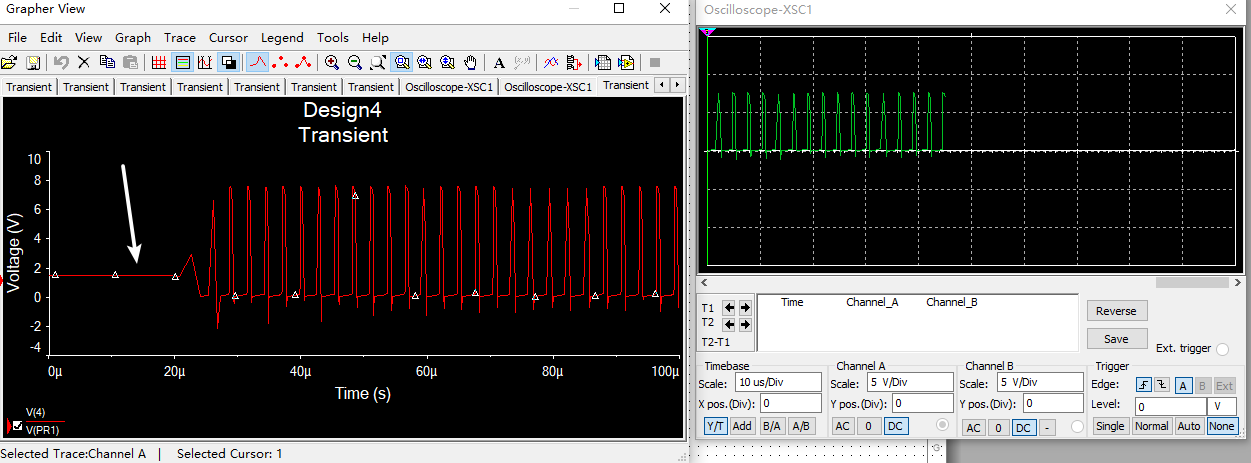 Grapher View
File Edit View Graph Trace Cursor Legend Tools Help
Transient Transient Transient Transient Transient Transient Transient Oscilloscope-XSC1 Oscilloscope-XSC1 Transient
Design4
Transient
Voltage (V)
10
8
6
4
2
0
-2
-4
0µ 20µ 40µ 60µ 80µ 100µ
Time (s)
V(4)
V(PR1)
Selected Trace:Channel A | Selected Cursor: 1
Oscilloscope-XSC1
T1
T2
T2-T1
Time Channel_A Channel_B
Reverse
Save
Ext. trigger
Timebase
Scale: 10 us/Div
X pos.(Div): 0
Y/T Add B/A A/B
Channel A
Scale: 5 V/Div
Y pos.(Div): 0
AC 0 DC
Channel B
Scale: 5 V/Div
Y pos.(Div): 0
AC 0 DC -
Trigger
Edge: A B Ext
Level: 0 V
Single Normal Auto None